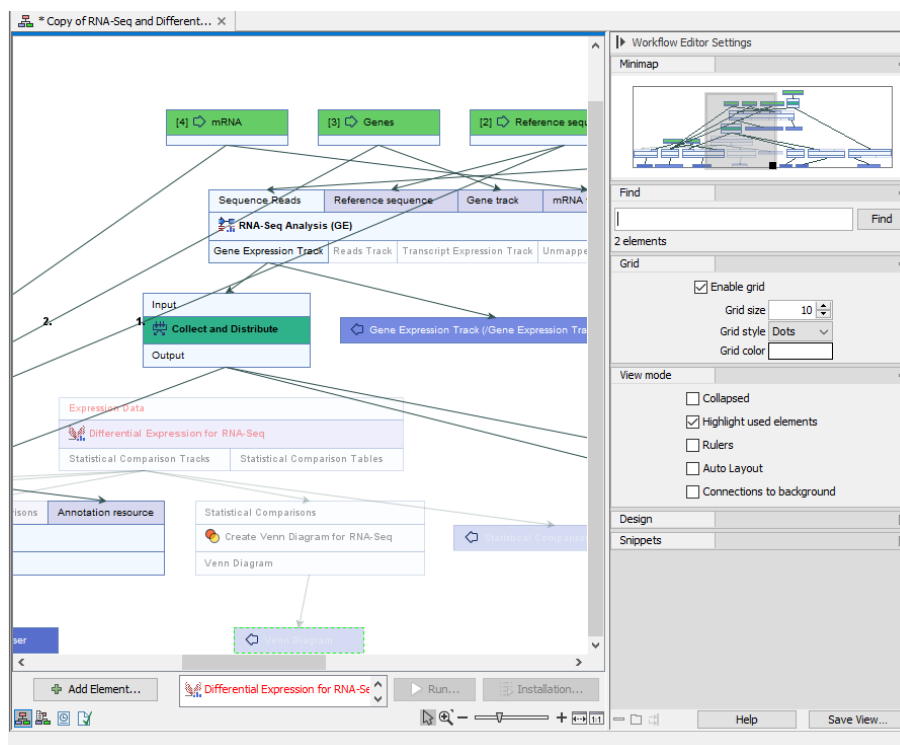 * Copy of RNA-Seq and Different...
Workflow Editor Settings
Minimap
[4] mRNA
[3] Genes
[2] Reference sequ
Find
Find
2 elements
Sequence Reads Reference sequence Gene track mRNA
RNA-Seq Analysis (GE)
Gene Expression Track Reads Track Transcript Expression Track Unmappe
Grid
Enable grid
Grid size 10
Grid style Dots
Grid color
Input
2. 1. Collect and Distribute
Output
Gene Expression Track (/Gene Expression Tra
View mode
Collapsed
Highlight used elements
Rulers
Auto Layout
Connections to background
Expression Data
Differential Expression for RNA-Seq
Statistical Comparison Tracks Statistical Comparison Tables
isons Annotation resource
Statistical Comparisons
Create Venn Diagram for RNA-Seq
Venn Diagram
Statistical Comparison
Design
Snippets
ser
Venn Diagram
Add Element...
Differential Expression for RNA-Se
Run...
Installation...
1:1
Help
Save View...